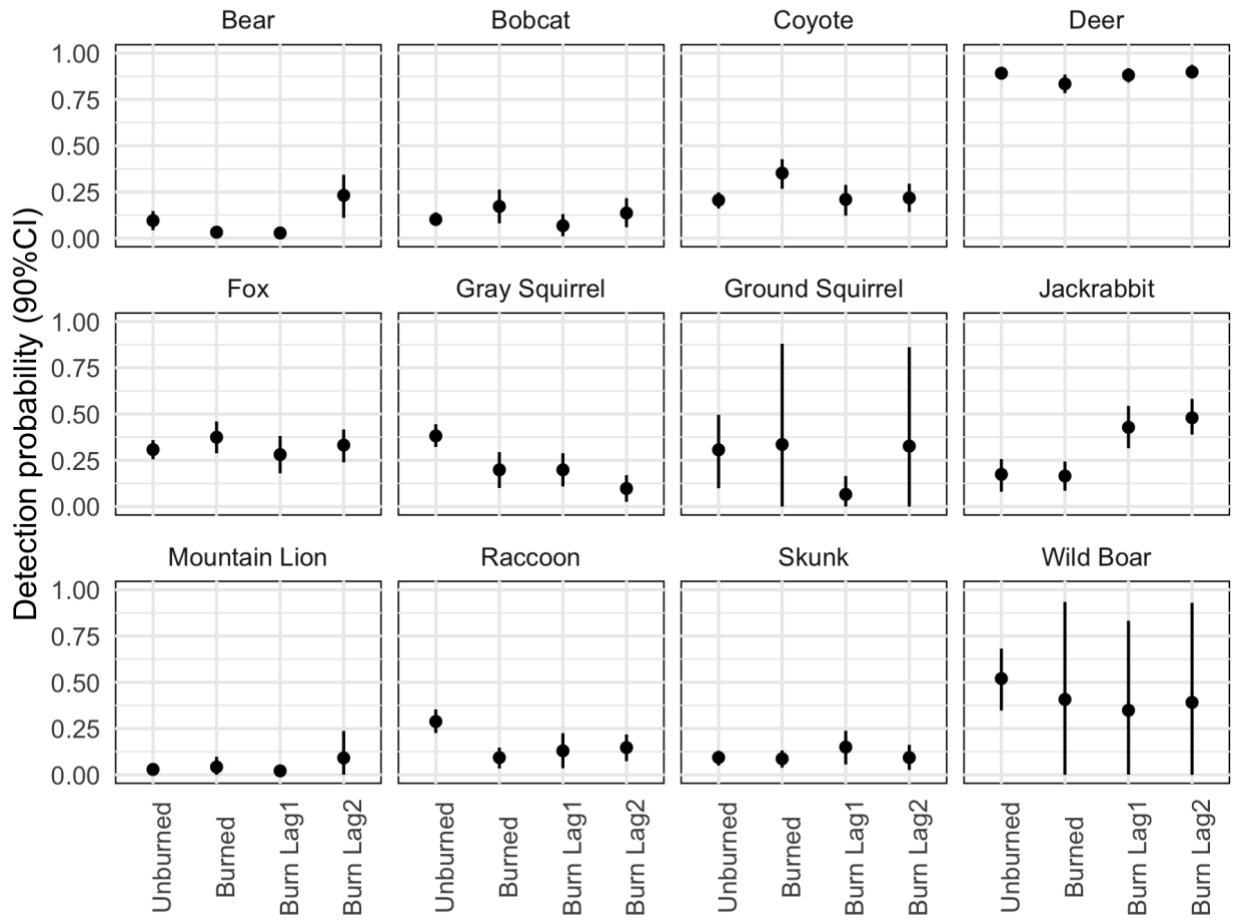 Bear Bobcat Coyote Deer
1.00
0.75
0.50
0.25
0.00
Fox Gray Squirrel Ground Squirrel Jackrabbit
1.00
0.75
0.50
0.25
0.00
Mountain Lion Raccoon Skunk Wild Boar
1.00
0.75
0.50
0.25
0.00
Detection probability (90%CI)
Unburned
Burned
Burn Lag1
Burn Lag2
Unburned
Burned
Burn Lag1
Burn Lag2
Unburned
Burned
Burn Lag1
Burn Lag2
Unburned
Burned
Burn Lag1
Burn Lag2